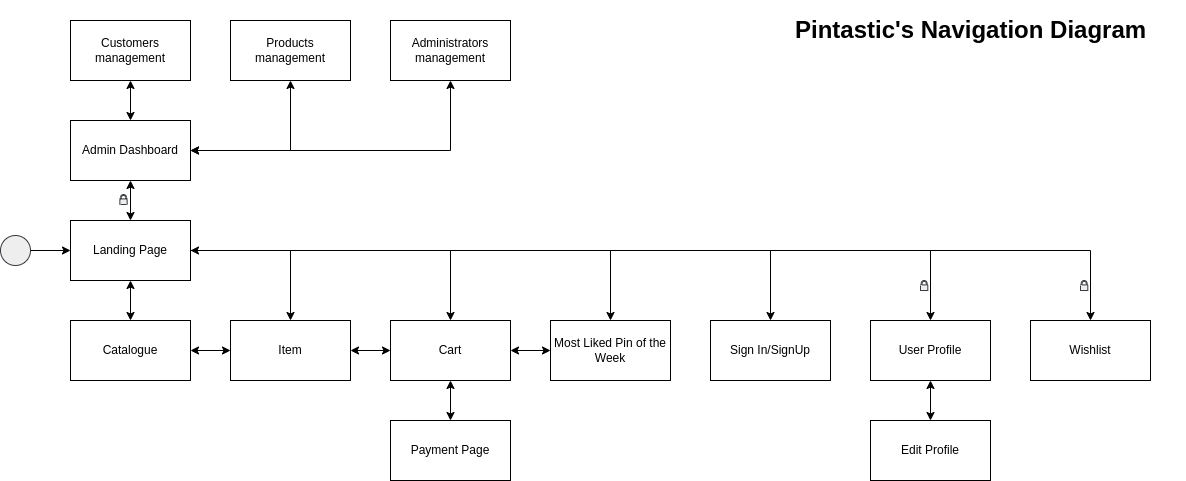 Pintastic's Navigation Diagram
Customers
management
Products
management
Administrators
management
Admin Dashboard
Landing Page
Catalogue
Item
Cart
Most Liked Pin of the
Week
Sign In/SignUp
User Profile
Wishlist
Payment Page
Edit Profile